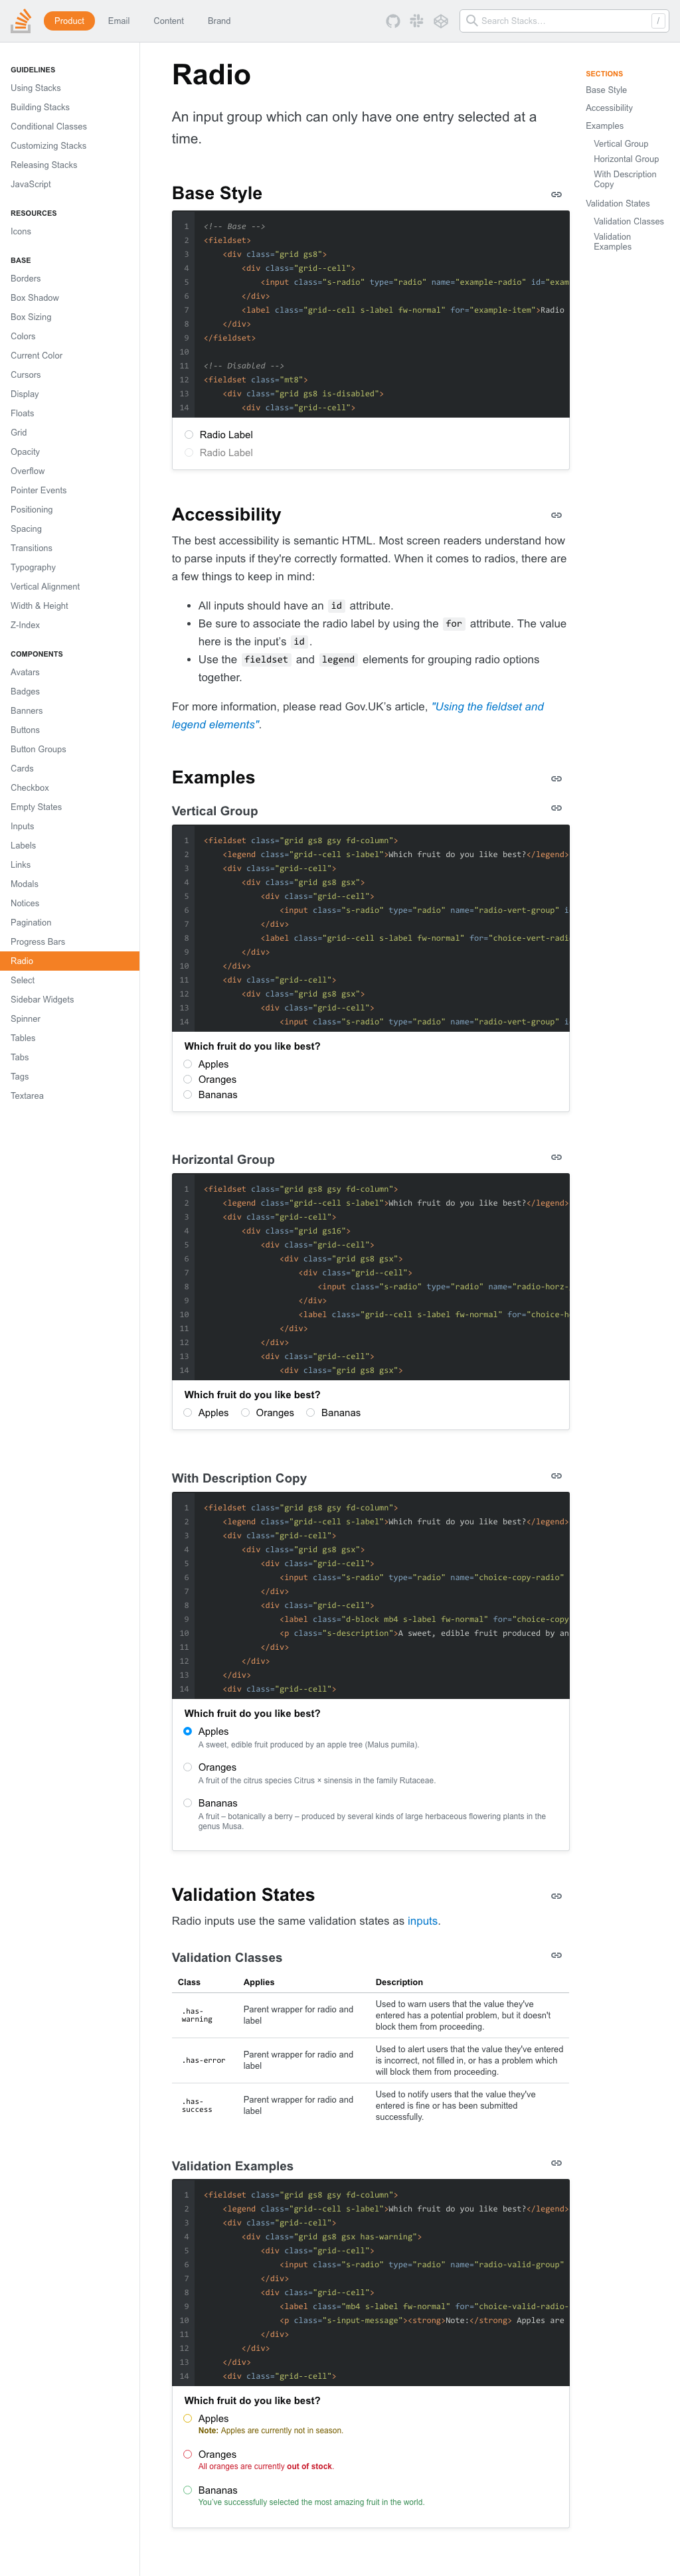 Product
Email
Content
Brand
Search Stacks…
/
GUIDELINES
Using Stacks
Building Stacks
Conditional Classes
Customizing Stacks
Releasing Stacks
JavaScript
RESOURCES
Icons
BASE
Borders
Box Shadow
Box Sizing
Colors
Current Color
Cursors
Display
Floats
Grid
Opacity
Overflow
Pointer Events
Positioning
Spacing
Transitions
Typography
Vertical Alignment
Width & Height
Z-Index
COMPONENTS
Avatars
Badges
Banners
Buttons
Button Groups
Cards
Checkbox
Empty States
Inputs
Labels
Links
Modals
Notices
Pagination
Progress Bars
Radio
Select
Sidebar Widgets
Spinner
Tables
Tabs
Tags
Textarea
Radio
An input group which can only have one entry selected at a
time.
Base Style
1 <!-- Base -->
2 <fieldset>
3 <div class="grid gs8">
4 <div class="grid--cell">
5 <input class="s-radio" type="radio" name="example-radio" id="exam
6 </div>
7 <label class="grid--cell s-label fw-normal" for="example-item">Radio
8 </div>
9 </fieldset>
10
11 <!-- Disabled -->
12 <fieldset class="mt8">
13 <div class="grid gs8 is-disabled">
14 <div class="grid--cell">
Radio Label
Radio Label
Accessibility
The best accessibility is semantic HTML. Most screen readers understand how
to parse inputs if they're correctly formatted. When it comes to radios, there are
a few things to keep in mind:
• All inputs should have an id attribute.
• Be sure to associate the radio label by using the for attribute. The value
here is the input's id .
• Use the fieldset and legend elements for grouping radio options
together.
For more information, please read Gov.UK's article, "Using the fieldset and
legend elements".
Examples
Vertical Group
1 <fieldset class="grid gs8 gsy fd-column">
2 <legend class="grid--cell s-label">Which fruit do you like best?</legend>
3 <div class="grid--cell">
4 <div class="grid gs8 gsx">
5 <div class="grid--cell">
6 <input class="s-radio" type="radio" name="radio-vert-group" i
7 </div>
8 <label class="grid--cell s-label fw-normal" for="choice-vert-radi
9 </div>
10 </div>
11 <div class="grid--cell">
12 <div class="grid gs8 gsx">
13 <div class="grid--cell">
14 <input class="s-radio" type="radio" name="radio-vert-group" i
Which fruit do you like best?
Apples
Oranges
Bananas
Horizontal Group
1 <fieldset class="grid gs8 gsy fd-column">
2 <legend class="grid--cell s-label">Which fruit do you like best?</legend>
3 <div class="grid--cell">
4 <div class="grid gs16">
5 <div class="grid--cell">
6 <div class="grid gs8 gsx">
7 <div class="grid--cell">
8 <input class="s-radio" type="radio" name="radio-horz-
9 </div>
10 <label class="grid--cell s-label fw-normal" for="choice-h
11 </div>
12 </div>
13 <div class="grid--cell">
14 <div class="grid gs8 gsx">
Which fruit do you like best?
Apples Oranges Bananas
With Description Copy
1 <fieldset class="grid gs8 gsy fd-column">
2 <legend class="grid--cell s-label">Which fruit do you like best?</legend>
3 <div class="grid--cell">
4 <div class="grid gs8 gsx">
5 <div class="grid--cell">
6 <input class="s-radio" type="radio" name="choice-copy-radio"
7 </div>
8 <div class="grid--cell">
9 <label class="d-block mb4 s-label fw-normal" for="choice-copy
10 <p class="s-description">A sweet, edible fruit produced by an
11 </div>
12 </div>
13 </div>
14 <div class="grid--cell">
Which fruit do you like best?
Apples
A sweet, edible fruit produced by an apple tree (Malus pumila).
Oranges
A fruit of the citrus species Citrus × sinensis in the family Rutaceae.
Bananas
A fruit – botanically a berry – produced by several kinds of large herbaceous flowering plants in the
genus Musa.
Validation States
Radio inputs use the same validation states as inputs.
Validation Classes
Class Applies Description
.has-warning Parent wrapper for radio and label Used to warn users that the value they've entered has a potential problem, but it doesn't block them from proceeding.
.has-error Parent wrapper for radio and label Used to alert users that the value they've entered is incorrect, not filled in, or has a problem which will block them from proceeding.
.has-success Parent wrapper for radio and label Used to notify users that the value they've entered is fine or has been submitted successfully.
Validation Examples
1 <fieldset class="grid gs8 gsy fd-column">
2 <legend class="grid--cell s-label">Which fruit do you like best?</legend>
3 <div class="grid--cell">
4 <div class="grid gs8 gsx has-warning">
5 <div class="grid--cell">
6 <input class="s-radio" type="radio" name="radio-valid-group"
7 </div>
8 <div class="grid--cell">
9 <label class="mb4 s-label fw-normal" for="choice-valid-radio-
10 <p class="s-input-message"><strong>Note:</strong> Apples are
11 </div>
12 </div>
13 </div>
14 <div class="grid--cell">
Which fruit do you like best?
Apples
Note: Apples are currently not in season.
Oranges
All oranges are currently out of stock.
Bananas
You've successfully selected the most amazing fruit in the world.
SECTIONS
Base Style
Accessibility
Examples
Vertical Group
Horizontal Group
With Description
Copy
Validation States
Validation Classes
Validation
Examples